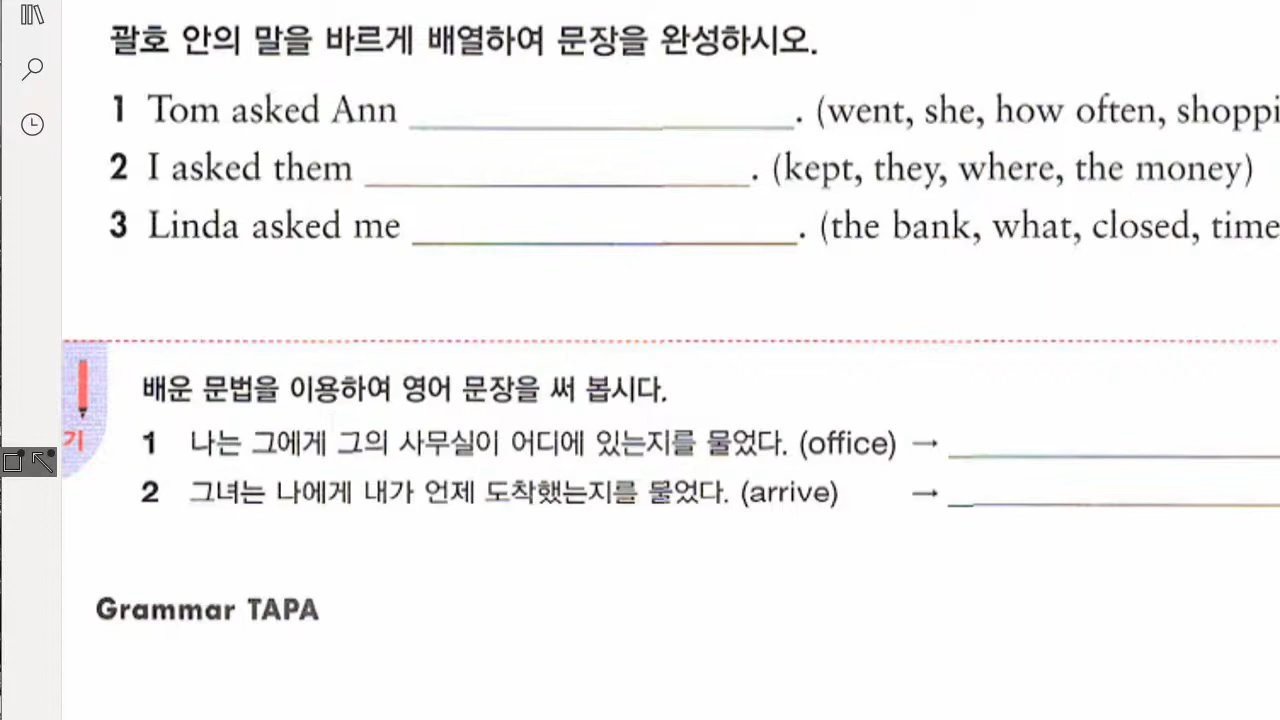 괄호 안의 말을 바르게 배열하여 문장을 완성하시오.
1 Tom asked Ann ____. (went, she, how often, shoppi
2 I asked them ____. (kept, they, where, the money)
3 Linda asked me ____. (the bank, what, closed, time
배운 문법을 이용하여 영어 문장을 써 봅시다.
기
1 나는 그에게 그의 사무실이 어디에 있는지를 물었다. (office) →
2 그녀는 나에게 내가 언제 도착했는지를 물었다. (arrive) →
Grammar TAPA